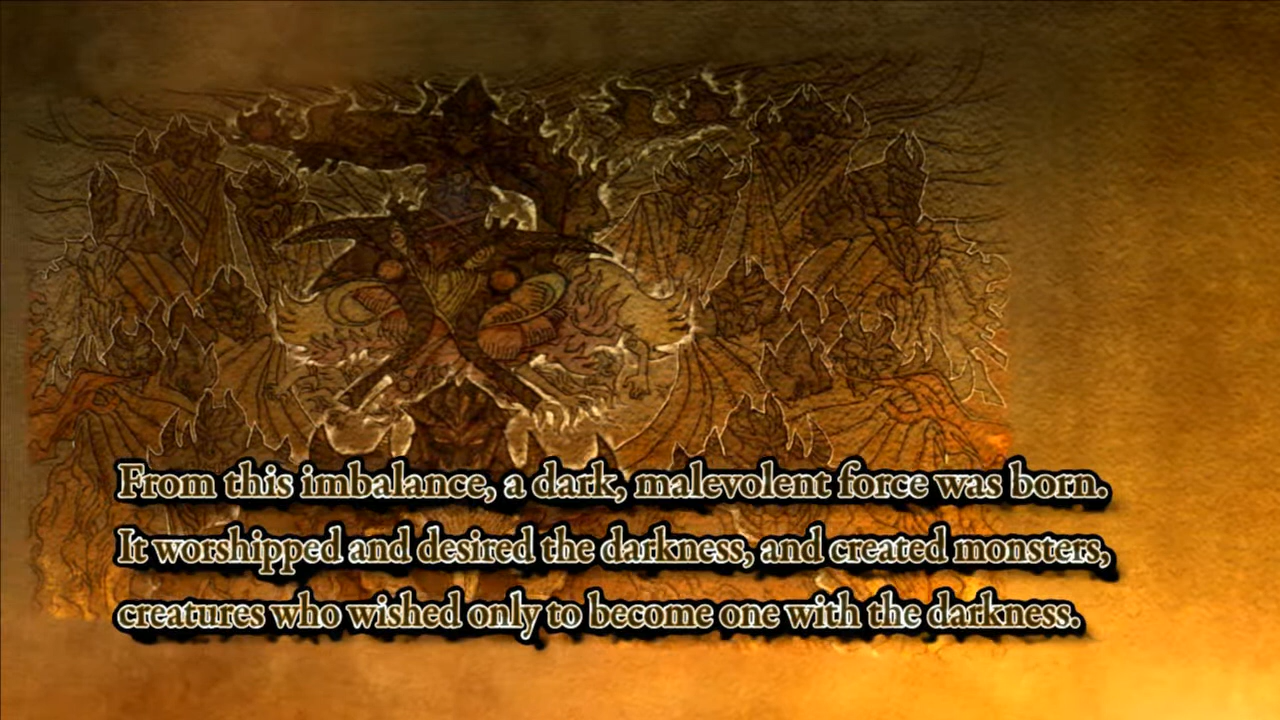 From this imbalance, a dark, malevolent force was born.
It worshipped and desired the darkness, and created monsters,
creatures who wished only to become one with the darkness.